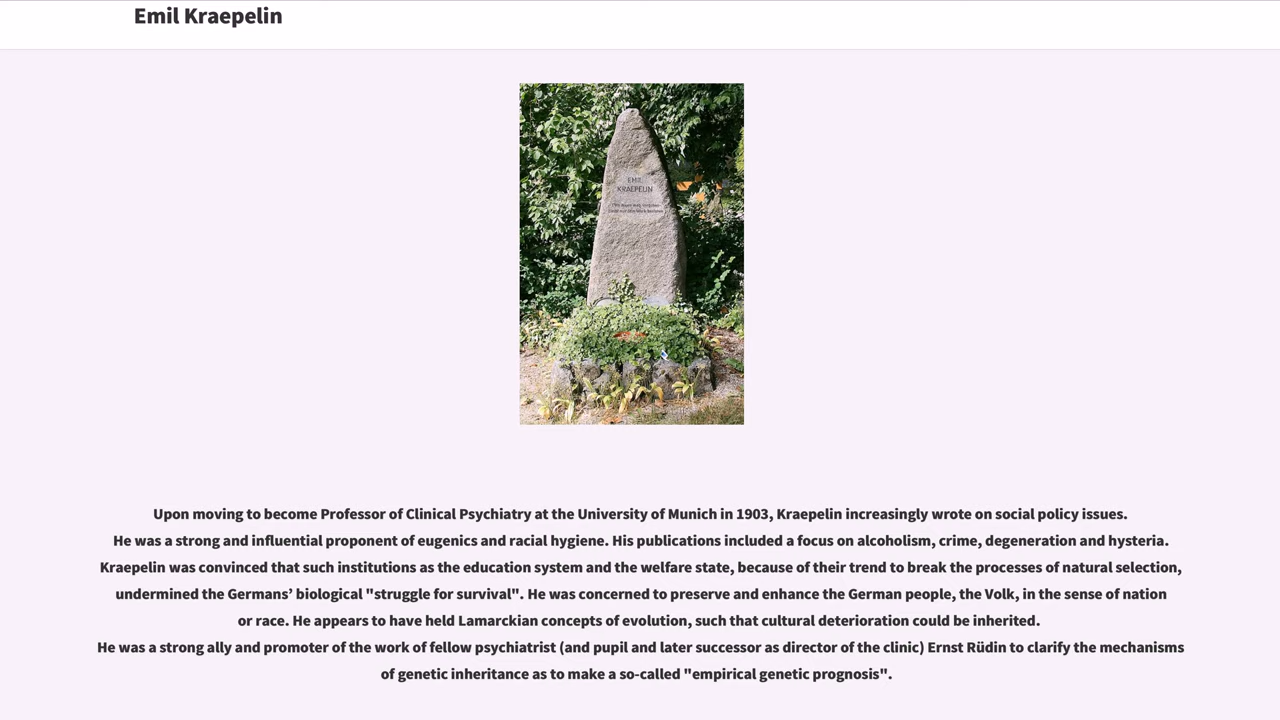 Emil Kraepelin
EMIL
KRAEPELIN
Upon moving to become Professor of Clinical Psychiatry at the University of Munich in 1903, Kraepelin increasingly wrote on social policy issues.
He was a strong and influential proponent of eugenics and racial hygiene. His publications included a focus on alcoholism, crime, degeneration and hysteria.
Kraepelin was convinced that such institutions as the education system and the welfare state, because of their trend to break the processes of natural selection,
undermined the Germans’ biological "struggle for survival". He was concerned to preserve and enhance the German people, the Volk, in the sense of nation
or race. He appears to have held Lamarckian concepts of evolution, such that cultural deterioration could be inherited.
He was a strong ally and promoter of the work of fellow psychiatrist (and pupil and later successor as director of the clinic) Ernst Rüdin to clarify the mechanisms
of genetic inheritance as to make a so-called "empirical genetic prognosis".